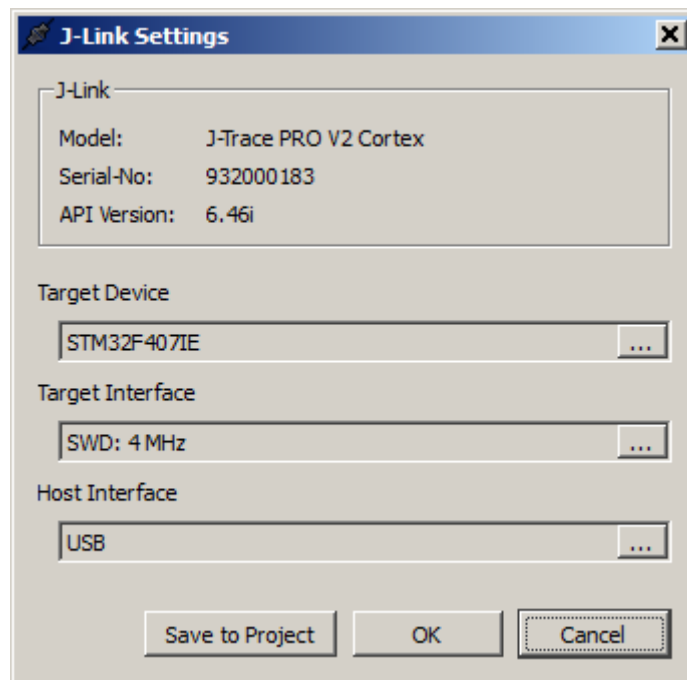 J-Link Settings
J-Link
Model: J-Trace PRO V2 Cortex
Serial-No: 932000183
API Version: 6.46i
Target Device
STM32F407IE ...
Target Interface
SWD: 4 MHz ...
Host Interface
USB ...
Save to Project OK Cancel